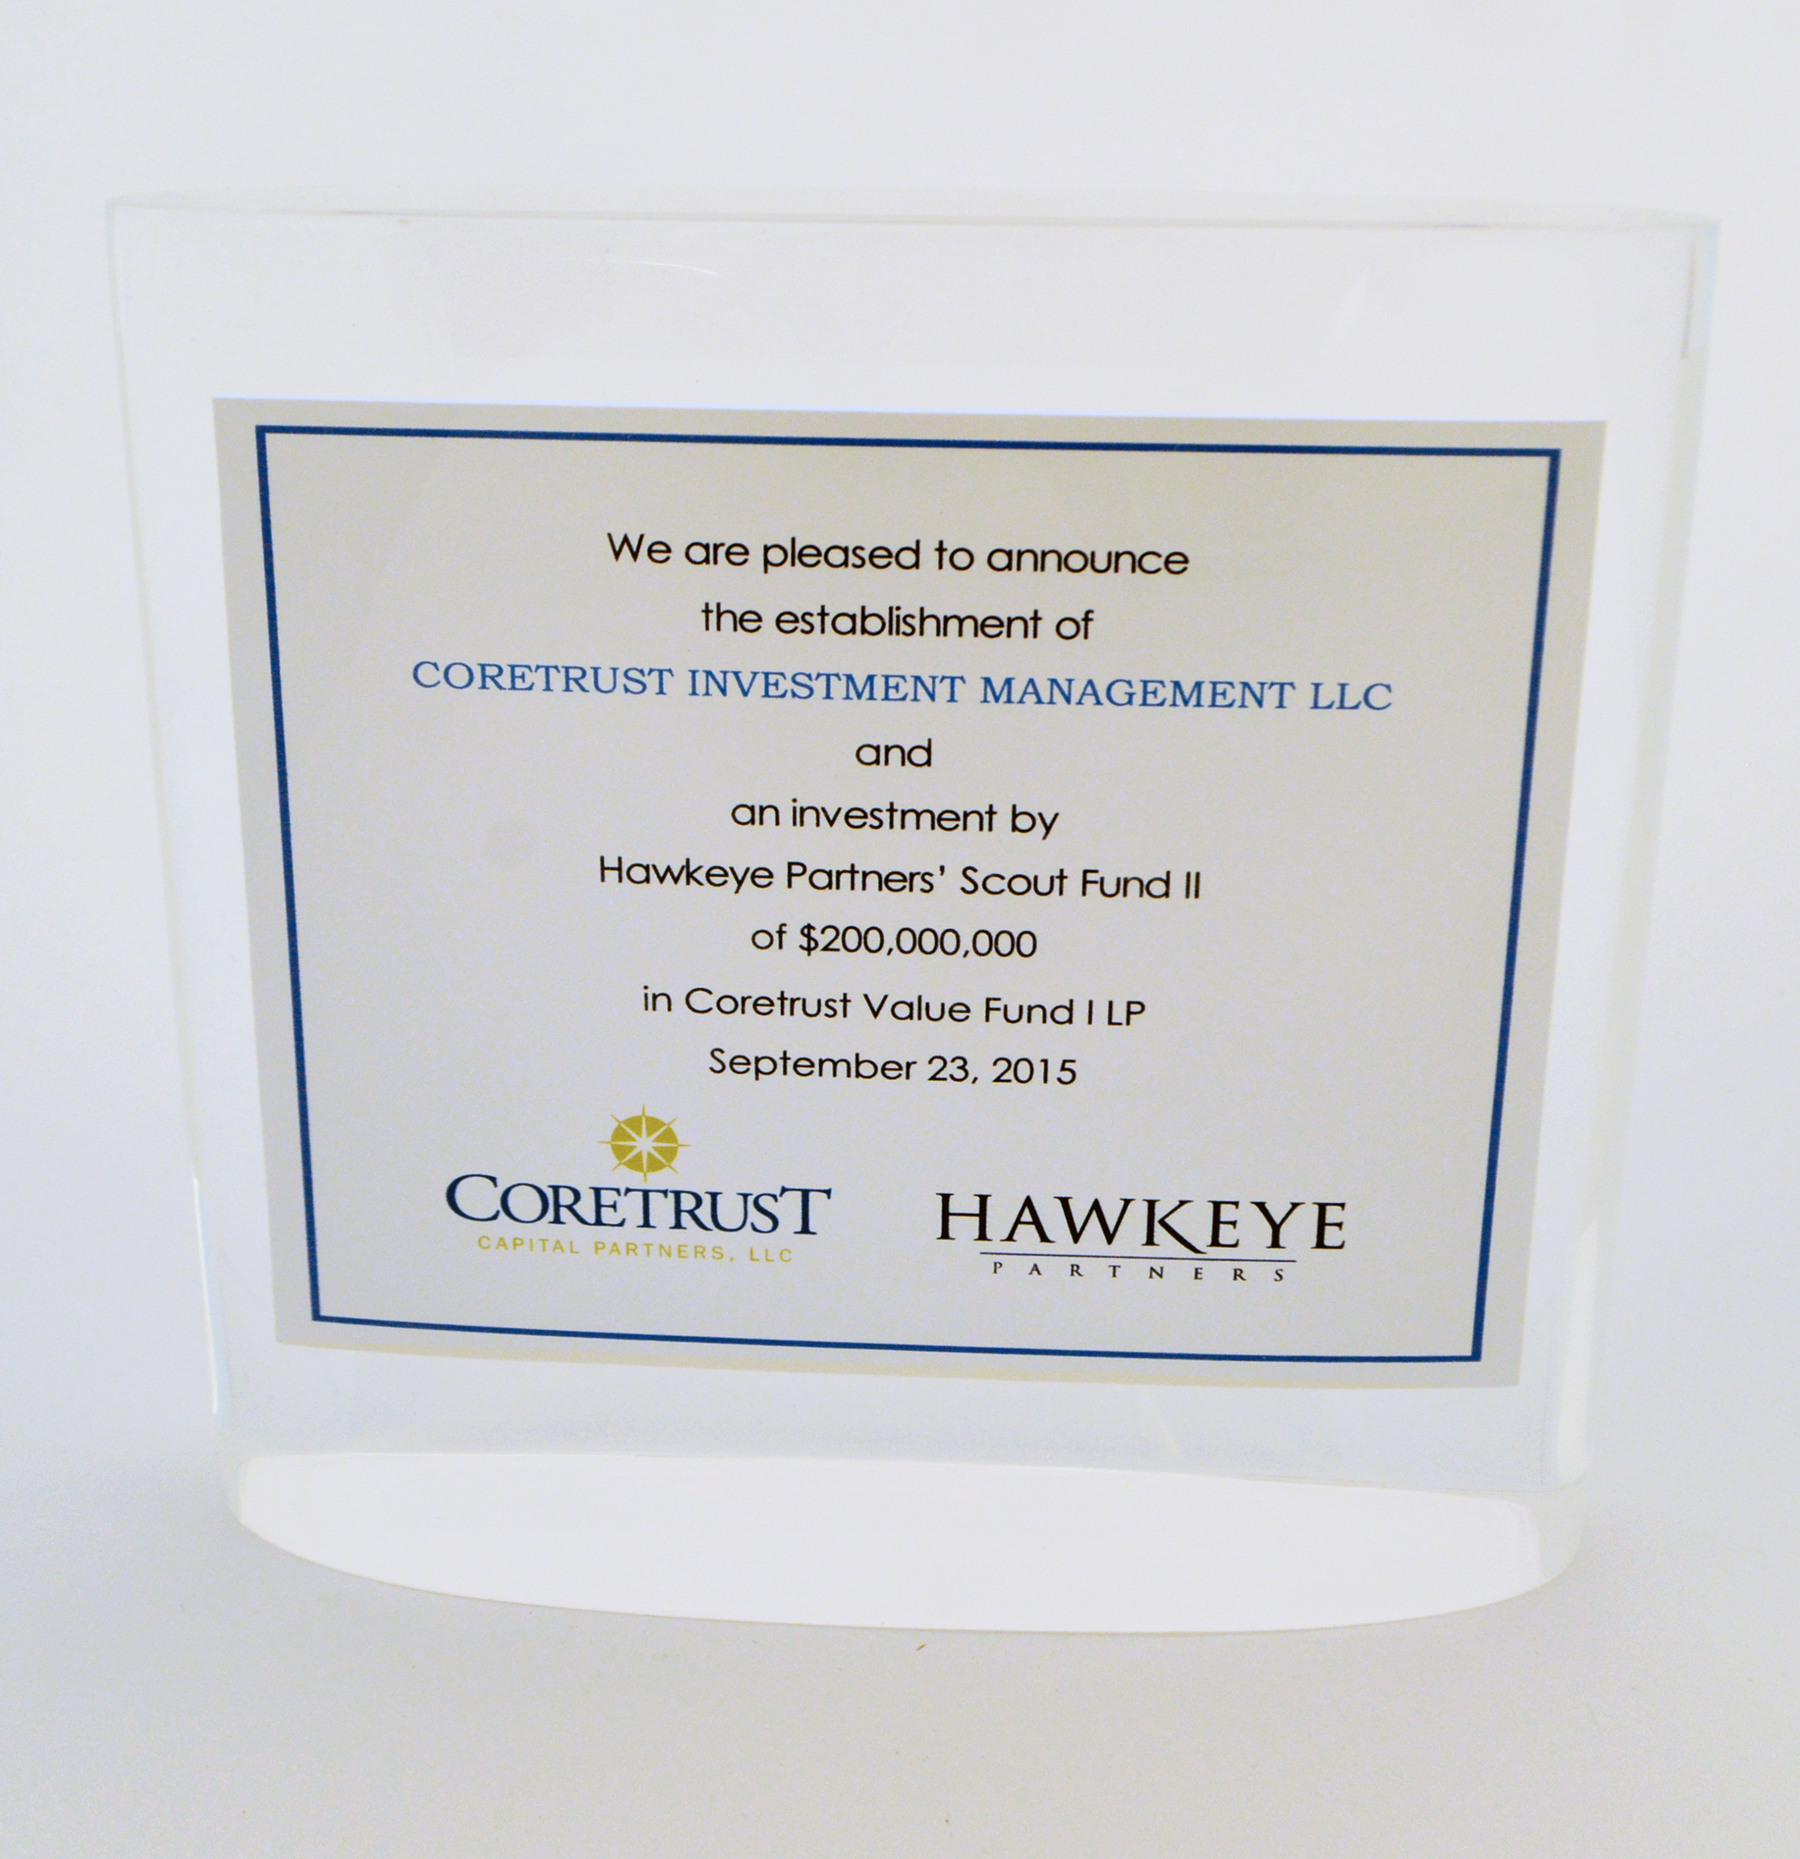 We are pleased to announce
the establishment of
CORETRUST INVESTMENT MANAGEMENT LLC
and
an investment by
Hawkeye Partners’ Scout Fund II
of $200,000,000
in Coretrust Value Fund I LP
September 23, 2015
CORETRUST
CAPITAL PARTNERS, LLC
HAWKEYE
PARTNERS